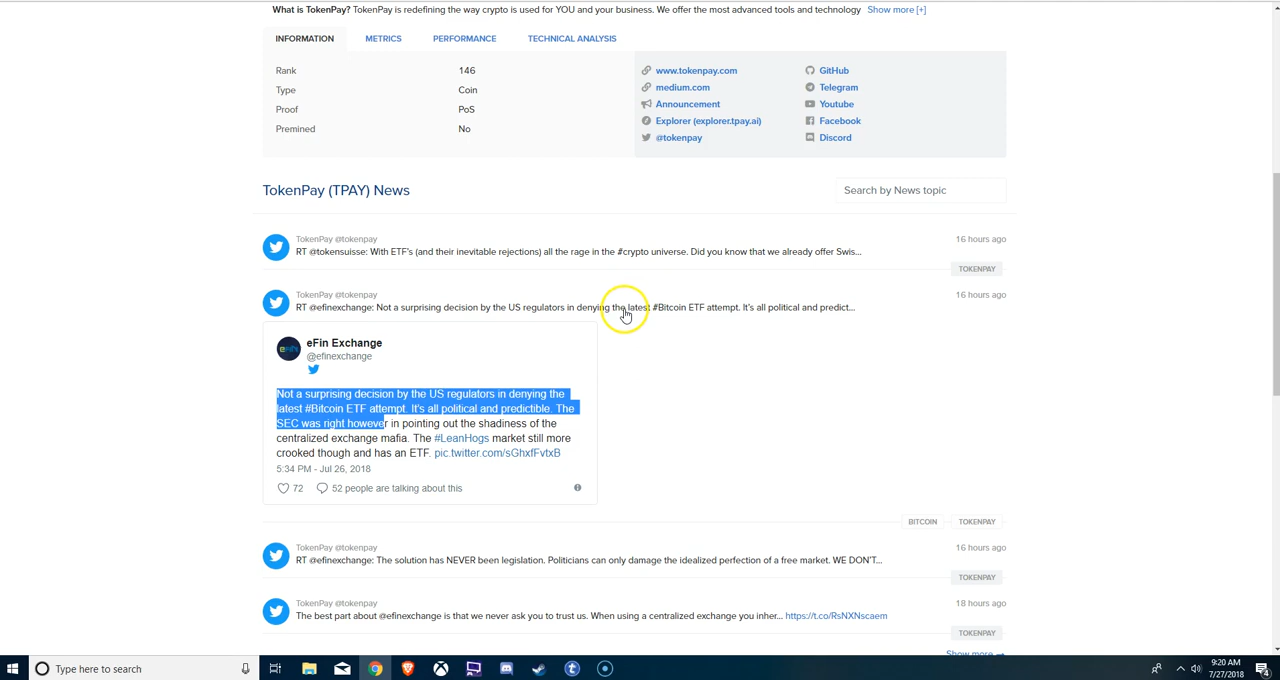 What is TokenPay? TokenPay is redefining the way crypto is used for YOU and your business. We offer the most advanced tools and technology Show more [+]
INFORMATION METRICS PERFORMANCE TECHNICAL ANALYSIS
Rank 146
Type Coin
Proof PoS
Premined No
www.tokenpay.com GitHub
medium.com Telegram
Announcement Youtube
Explorer (explorer.tpay.ai) Facebook
@tokenpay Discord
TokenPay (TPAY) News Search by News topic
TokenPay @tokenpay 16 hours ago
RT @tokensuisse: With ETF's (and their inevitable rejections) all the rage in the #crypto universe. Did you know that we already offer Swis...
TOKENPAY
TokenPay @tokenpay 16 hours ago
RT @efinexchange: Not a surprising decision by the US regulators in denying the latest #Bitcoin ETF attempt. It's all political and predict...
eFin Exchange
@efinexchange
Not a surprising decision by the US regulators in denying the
latest #Bitcoin ETF attempt. It's all political and predictible. The
SEC was right however in pointing out the shadiness of the
centralized exchange mafia. The #LeanHogs market still more
crooked though and has an ETF. pic.twitter.com/sGhxfFvtxB
5:34 PM - Jul 26, 2018
72 52 people are talking about this
BITCOIN TOKENPAY
TokenPay @tokenpay 16 hours ago
RT @efinexchange: The solution has NEVER been legislation. Politicians can only damage the idealized perfection of a free market. WE DON'T...
TOKENPAY
TokenPay @tokenpay 18 hours ago
The best part about @efinexchange is that we never ask you to trust us. When using a centralized exchange you inher... https://t.co/RsNXNscaem
TOKENPAY
Show more
Type here to search
9:20 AM
7/27/2018
4